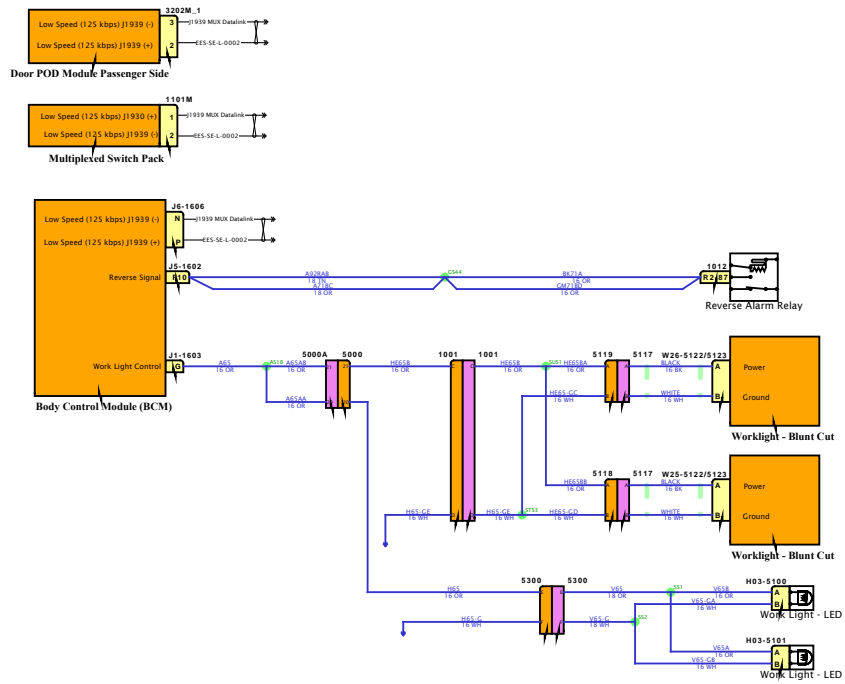 3202M_1
Low Speed (125 kbps) J1939 (-)
3
J1939 MUX Datalink
Low Speed (125 kbps) J1939 (+)
2
EES-SE-L-0002
Door POD Module Passenger Side
1101M
Low Speed (125 kbps) J1930 (+)
1
J1939 MUX Datalink
Low Speed (125 kbps) J1939 (-)
2
EES-SE-L-0002
Multiplexed Switch Pack
J6-1606
Low Speed (125 kbps) J1939 (-)
N
J1939 MUX Datalink
Low Speed (125 kbps) J1939 (+)
P
EES-SE-L-0002
J5-1602
Reverse Signal
R10
A92RAB
18 TN
A718C
18 OR
GS44
BK71A
16 OR
GM718D
16 OR
1012
R2/87
Reverse Alarm Relay
J1-1603
Work Light Control
G
A65
16 OR
AS18
A65AB
16 OR
A65AA
16 OR
5000A
5000
21
21
HE65B
16 OR
1001
1001
C
C
HE65B
16 OR
SUS1
HE65BA
16 OR
HE65-GC
16 WH
5119
5117
A
A
BLACK
16 BK
WHITE
16 WH
W26-5122/5123
A
B
Power
Ground
Worklight - Blunt Cut
Body Control Module (BCM)
HE65BB
16 OR
5118
5117
A
A
BLACK
16 BK
WHITE
16 WH
W25-5122/5123
A
B
Power
Ground
Worklight - Blunt Cut
H65-GE
16 WH
HE65-GE
16 WH
STS3
HE65-GD
16 WH
5300
5300
H65
16 OR
V65
18 OR
SS1
V65B
16 OR
V65-GA
16 WH
H03-5100
A
B
Work Light - LED
H65-G
16 WH
V65-G
18 WH
SS2
V65A
16 OR
V65-GB
16 WH
H03-5101
A
B
Work Light - LED